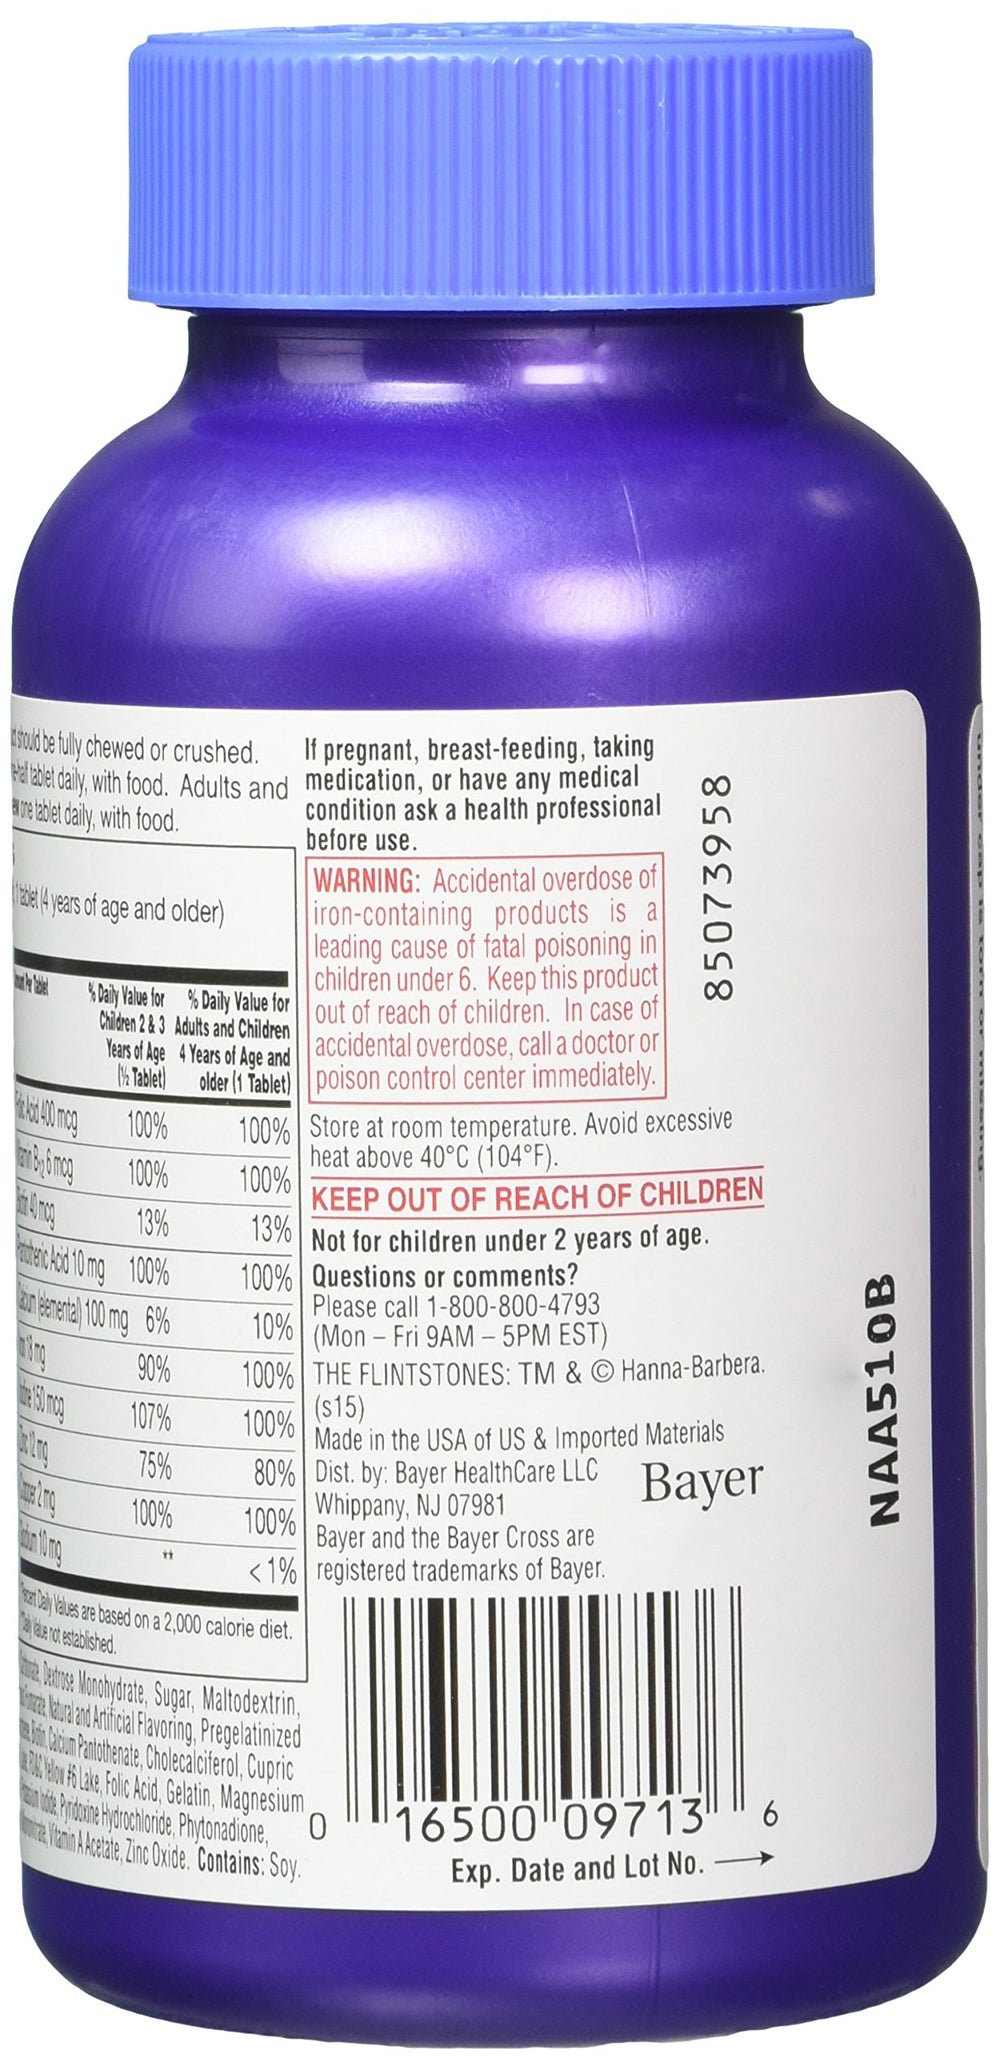 should be fully chewed or crushed.
tablet daily, with food. Adults and
one tablet daily, with food.
1 tablet (4 years of age and older)
Per Tablet
% Daily Value for
Children 2 & 3
Years of Age
(½ Tablet)
% Daily Value for
Adults and Children
4 Years of Age and
older (1 Tablet)
Acid 400 mcg 100% 100%
B12 6 mcg 100% 100%
40 mcg 13% 13%
Acid 10 mg 100% 100%
(elemental) 100 mg 6% 10%
18 mg 90% 100%
150 mcg 107% 100%
12 mg 75% 80%
2 mg 100% 100%
10 mg ** <1%
Percent Daily Values are based on a 2,000 calorie diet.
Daily Value not established.
Dextrose Monohydrate, Sugar, Maltodextrin,
Natural and Artificial Flavoring, Pregelatinized
Biotin, Calcium Pantothenate, Cholecalciferol, Cupric
Yellow #6 Lake, Folic Acid, Gelatin, Magnesium
Iodide, Pyridoxine Hydrochloride, Phytonadione,
Vitamin A Acetate, Zinc Oxide. Contains: Soy.
If pregnant, breast-feeding, taking
medication, or have any medical
condition ask a health professional
before use.
WARNING: Accidental overdose of
iron-containing products is a
leading cause of fatal poisoning in
children under 6. Keep this product
out of reach of children. In case of
accidental overdose, call a doctor or
poison control center immediately.
Store at room temperature. Avoid excessive
heat above 40°C (104°F).
KEEP OUT OF REACH OF CHILDREN
Not for children under 2 years of age.
Questions or comments?
Please call 1-800-800-4793
(Mon – Fri 9AM – 5PM EST)
THE FLINTSTONES: TM & © Hanna-Barbera.
(s15)
Made in the USA of US & Imported Materials
Dist. by: Bayer HealthCare LLC
Whippany, NJ 07981
Bayer
Bayer and the Bayer Cross are
registered trademarks of Bayer.
0 16500 09713 6
Exp. Date and Lot No.
85073958
NAA510B
under cap is torn or missing.